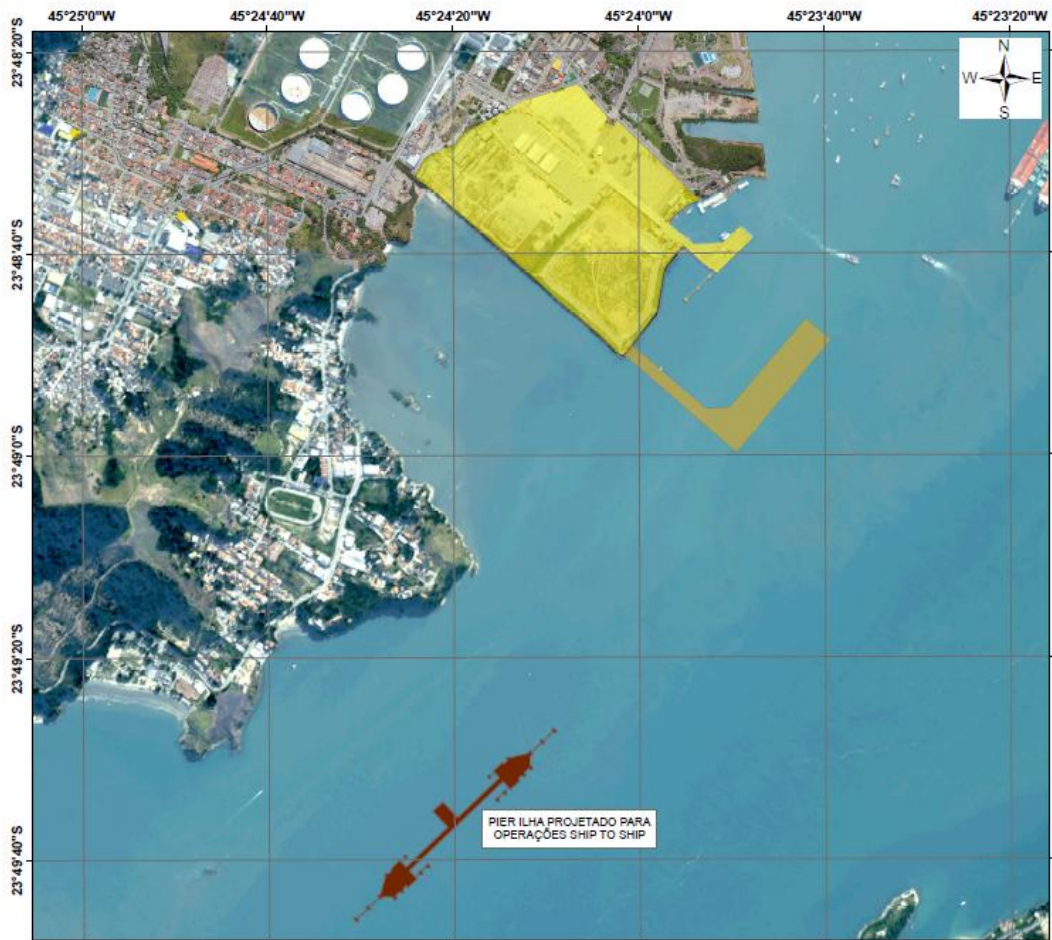 45°25'0"W 45°24'40"W 45°24'20"W 45°24'0"W 45°23'40"W 45°23'20"W
23°48'20"S
N
W E
S
23°48'40"S
23°49'0"S
23°49'20"S
PIER ILHA PROJETADO PARA
OPERAÇÕES SHIP TO SHIP
23°49'40"S